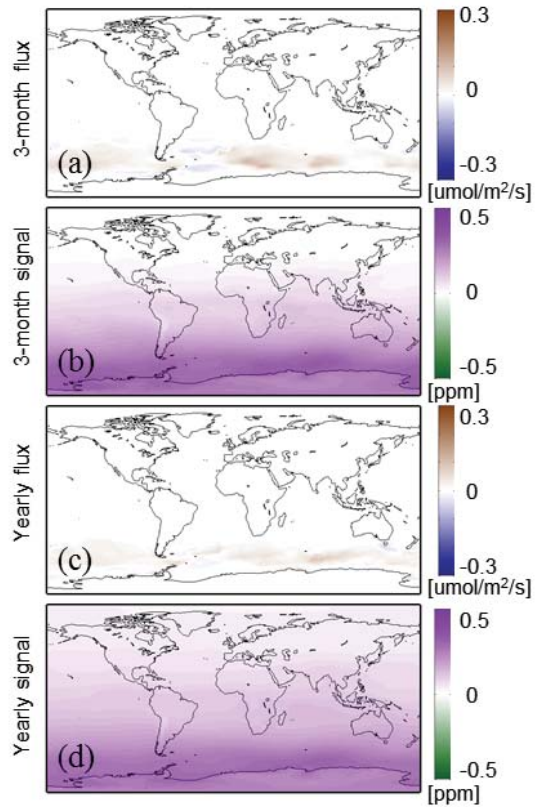 3-month flux
(a)
0.3
0
-0.3
[umol/m²/s]
3-month signal
(b)
0.5
0
-0.5
[ppm]
Yearly flux
(c)
0.3
0
-0.3
[umol/m²/s]
Yearly signal
(d)
0.5
0
-0.5
[ppm]